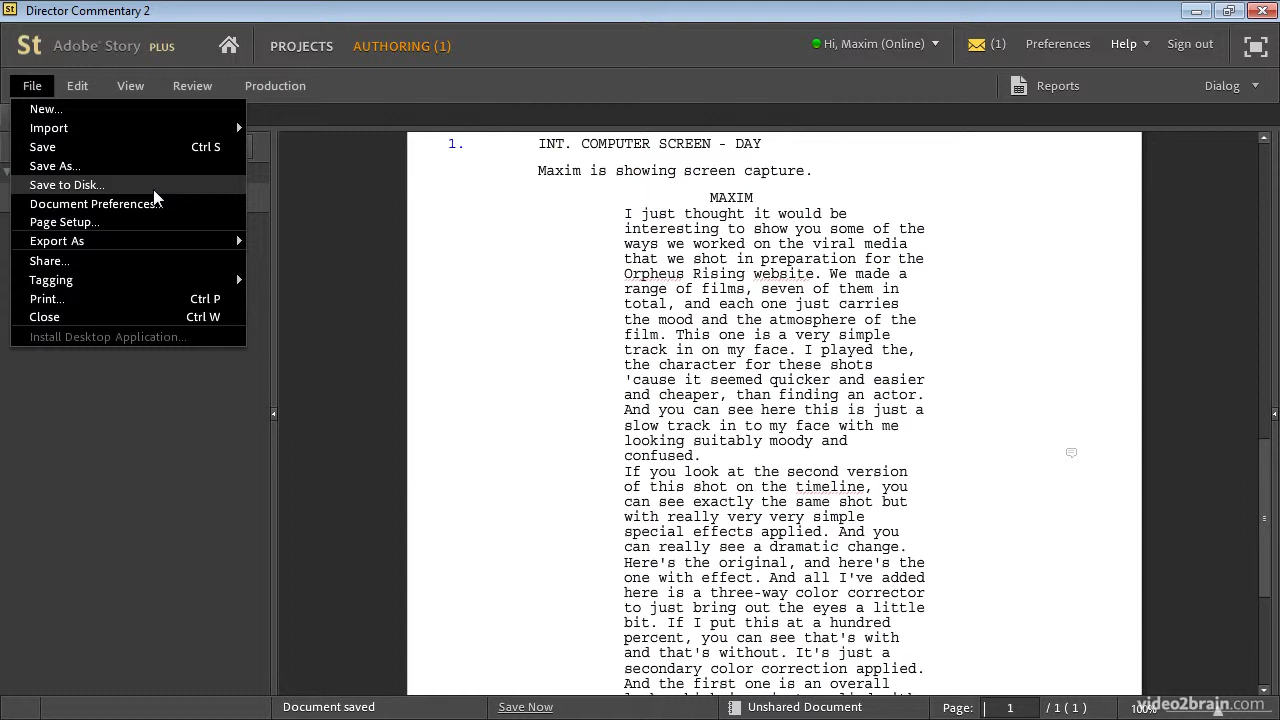 St Director Commentary 2
St Adobe® Story PLUS PROJECTS AUTHORING (1) Hi, Maxim (Online) (1) Preferences Help Sign out
File Edit View Review Production Reports Dialog
New...
Import
Save Ctrl S
Save As...
Save to Disk...
Document Preferences...
Page Setup...
Export As
Share...
Tagging
Print... Ctrl P
Close Ctrl W
Install Desktop Application...
1. INT. COMPUTER SCREEN - DAY
Maxim is showing screen capture.
MAXIM
I just thought it would be
interesting to show you some of the
ways we worked on the viral media
that we shot in preparation for the
Orpheus Rising website. We made a
range of films, seven of them in
total, and each one just carries
the mood and the atmosphere of the
film. This one is a very simple
track in on my face. I played the,
the character for these shots
'cause it seemed quicker and easier
and cheaper, than finding an actor.
And you can see here this is just a
slow track in to my face with me
looking suitably moody and
confused.
If you look at the second version
of this shot on the timeline, you
can see exactly the same shot but
with really very very simple
special effects applied. And you
can really see a dramatic change.
Here's the original, and here's the
one with effect. And all I've added
here is a three-way color corrector
to just bring out the eyes a little
bit. If I put this at a hundred
percent, you can see that's with
and that's without. It's just a
secondary color correction applied.
And the first one is an overall
Document saved Save Now Unshared Document Page: 1 / 1 ( 1 ) 100%
video2brain.com